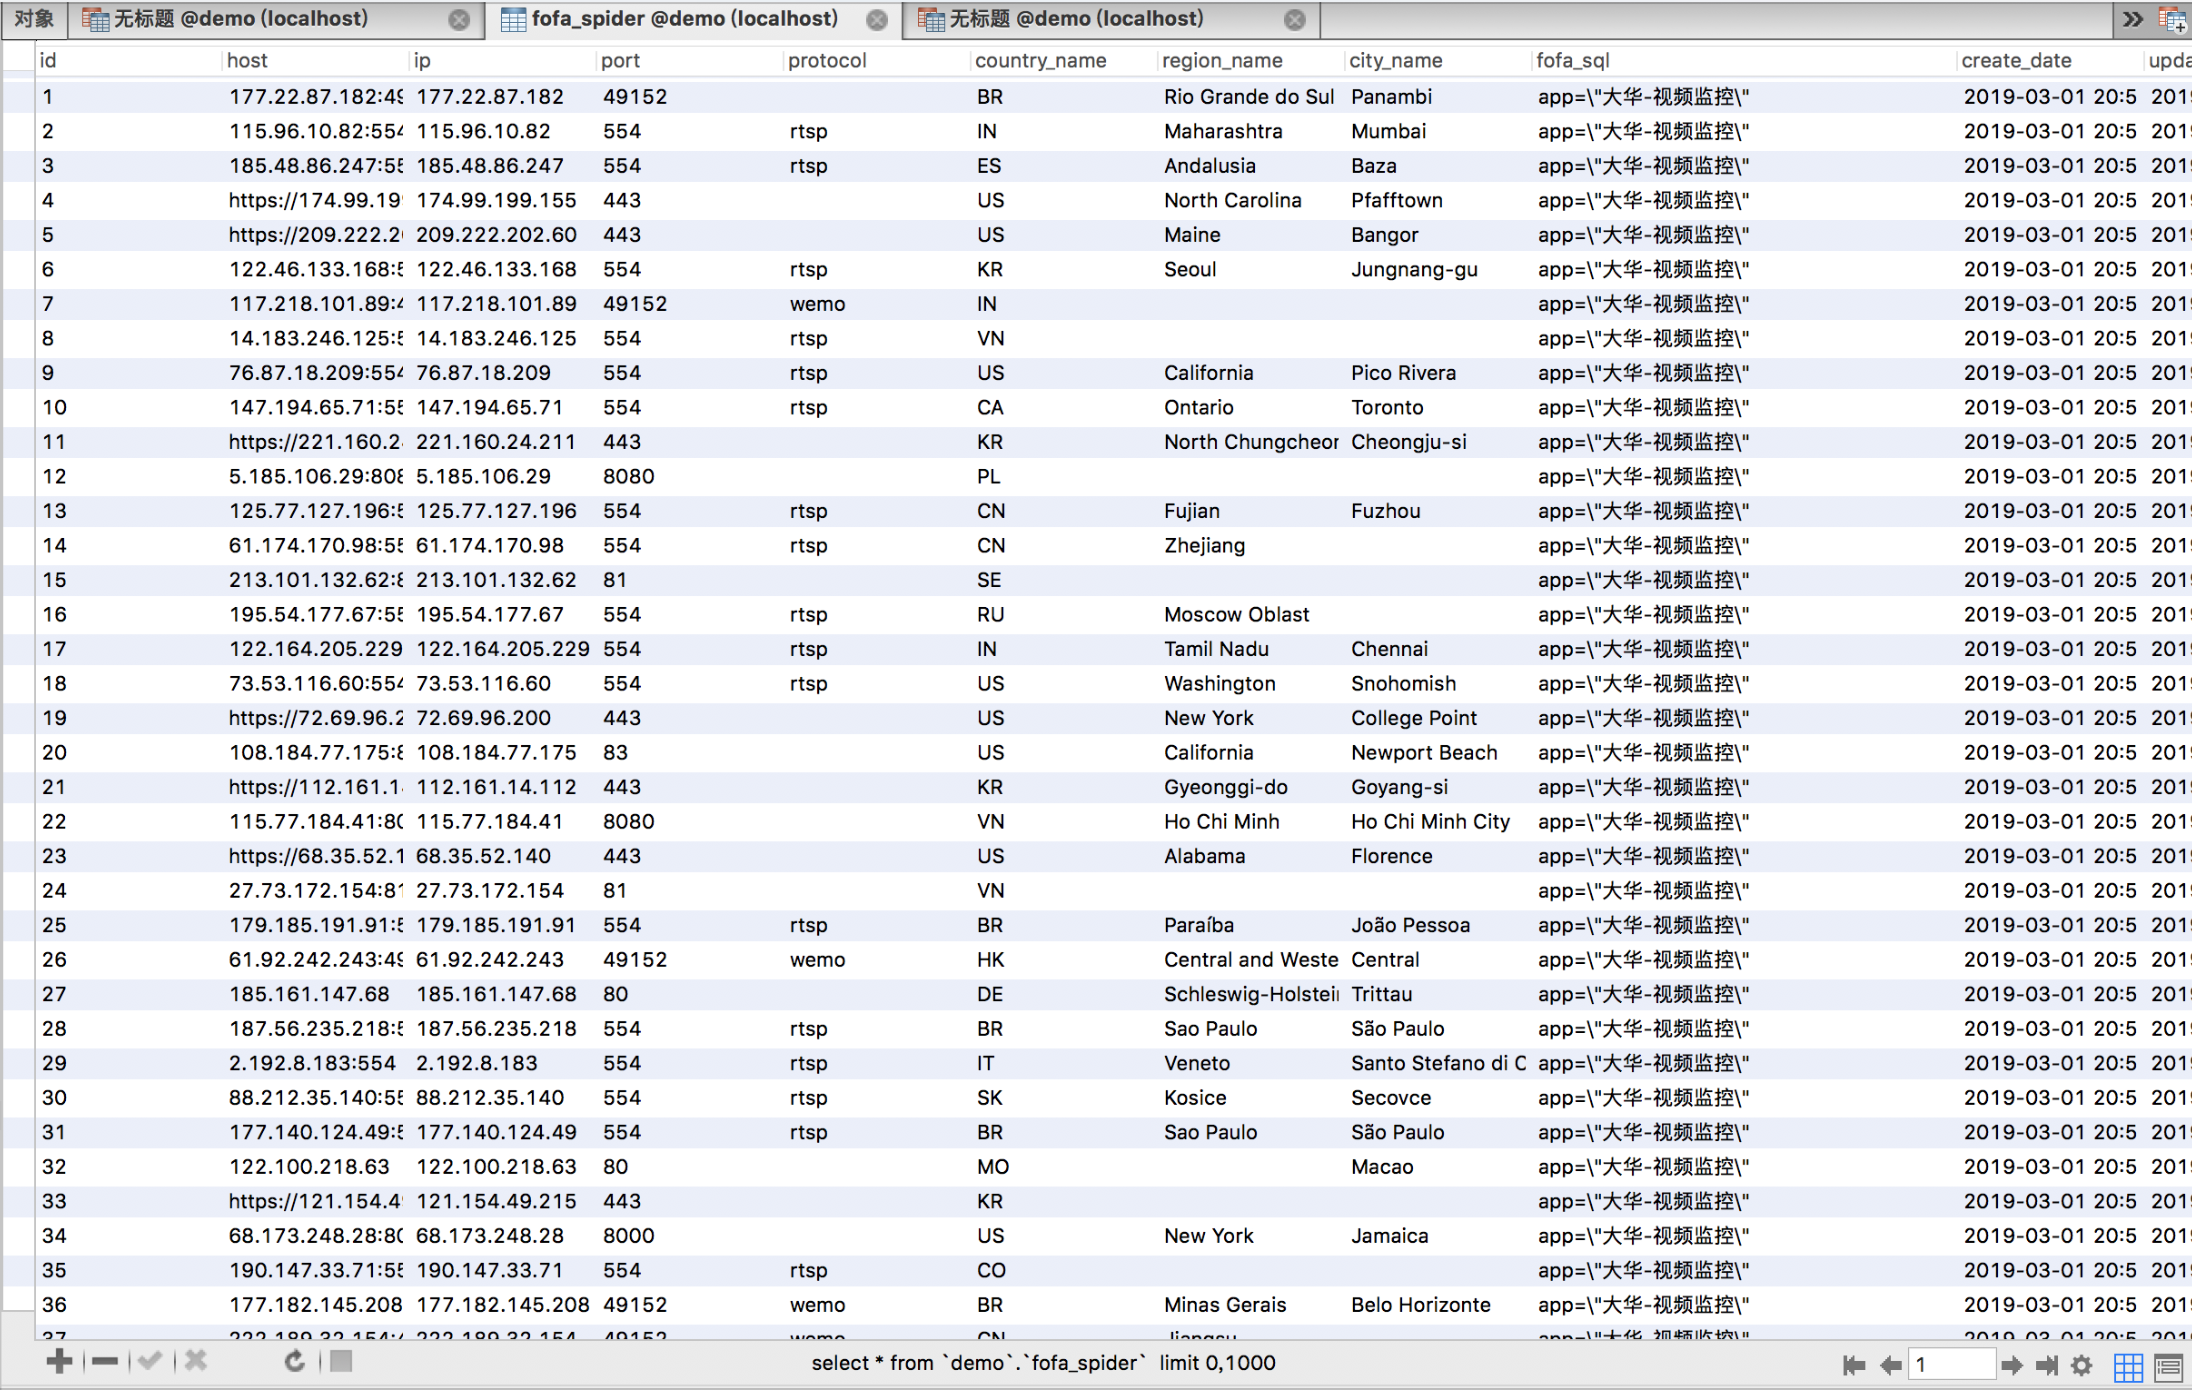 对象 无标题 @demo (localhost) fofa_spider @demo (localhost) 无标题 @demo (localhost)
id host ip port protocol country_name region_name city_name fofa_sql create_date upda
1 177.22.87.182:49 177.22.87.182 49152 BR Rio Grande do Sul Panambi app=\"大华-视频监控\" 2019-03-01 20:5 201
2 115.96.10.82:554 115.96.10.82 554 rtsp IN Maharashtra Mumbai app=\"大华-视频监控\" 2019-03-01 20:5 201
3 185.48.86.247:55 185.48.86.247 554 rtsp ES Andalusia Baza app=\"大华-视频监控\" 2019-03-01 20:5 201
4 https://174.99.19 174.99.199.155 443 US North Carolina Pfafftown app=\"大华-视频监控\" 2019-03-01 20:5 201
5 https://209.222.2 209.222.202.60 443 US Maine Bangor app=\"大华-视频监控\" 2019-03-01 20:5 201
6 122.46.133.168:5 122.46.133.168 554 rtsp KR Seoul Jungnang-gu app=\"大华-视频监控\" 2019-03-01 20:5 201
7 117.218.101.89:4 117.218.101.89 49152 wemo IN app=\"大华-视频监控\" 2019-03-01 20:5 201
8 14.183.246.125:5 14.183.246.125 554 rtsp VN app=\"大华-视频监控\" 2019-03-01 20:5 201
9 76.87.18.209:554 76.87.18.209 554 rtsp US California Pico Rivera app=\"大华-视频监控\" 2019-03-01 20:5 201
10 147.194.65.71:55 147.194.65.71 554 rtsp CA Ontario Toronto app=\"大华-视频监控\" 2019-03-01 20:5 201
11 https://221.160.2 221.160.24.211 443 KR North Chungcheor Cheongju-si app=\"大华-视频监控\" 2019-03-01 20:5 201
12 5.185.106.29:808 5.185.106.29 8080 PL app=\"大华-视频监控\" 2019-03-01 20:5 201
13 125.77.127.196:5 125.77.127.196 554 rtsp CN Fujian Fuzhou app=\"大华-视频监控\" 2019-03-01 20:5 201
14 61.174.170.98:55 61.174.170.98 554 rtsp CN Zhejiang app=\"大华-视频监控\" 2019-03-01 20:5 201
15 213.101.132.62:8 213.101.132.62 81 SE app=\"大华-视频监控\" 2019-03-01 20:5 201
16 195.54.177.67:55 195.54.177.67 554 rtsp RU Moscow Oblast app=\"大华-视频监控\" 2019-03-01 20:5 201
17 122.164.205.229 122.164.205.229 554 rtsp IN Tamil Nadu Chennai app=\"大华-视频监控\" 2019-03-01 20:5 201
18 73.53.116.60:554 73.53.116.60 554 rtsp US Washington Snohomish app=\"大华-视频监控\" 2019-03-01 20:5 201
19 https://72.69.96.2 72.69.96.200 443 US New York College Point app=\"大华-视频监控\" 2019-03-01 20:5 201
20 108.184.77.175:8 108.184.77.175 83 US California Newport Beach app=\"大华-视频监控\" 2019-03-01 20:5 201
21 https://112.161.1 112.161.14.112 443 KR Gyeonggi-do Goyang-si app=\"大华-视频监控\" 2019-03-01 20:5 201
22 115.77.184.41:80 115.77.184.41 8080 VN Ho Chi Minh Ho Chi Minh City app=\"大华-视频监控\" 2019-03-01 20:5 201
23 https://68.35.52.1 68.35.52.140 443 US Alabama Florence app=\"大华-视频监控\" 2019-03-01 20:5 201
24 27.73.172.154:81 27.73.172.154 81 VN app=\"大华-视频监控\" 2019-03-01 20:5 201
25 179.185.191.91:5 179.185.191.91 554 rtsp BR Paraíba João Pessoa app=\"大华-视频监控\" 2019-03-01 20:5 201
26 61.92.242.243:49 61.92.242.243 49152 wemo HK Central and Weste Central app=\"大华-视频监控\" 2019-03-01 20:5 201
27 185.161.147.68 185.161.147.68 80 DE Schleswig-Holstein Trittau app=\"大华-视频监控\" 2019-03-01 20:5 201
28 187.56.235.218:5 187.56.235.218 554 rtsp BR Sao Paulo São Paulo app=\"大华-视频监控\" 2019-03-01 20:5 201
29 2.192.8.183:554 2.192.8.183 554 rtsp IT Veneto Santo Stefano di C app=\"大华-视频监控\" 2019-03-01 20:5 201
30 88.212.35.140:55 88.212.35.140 554 rtsp SK Kosice Secovce app=\"大华-视频监控\" 2019-03-01 20:5 201
31 177.140.124.49:5 177.140.124.49 554 rtsp BR Sao Paulo São Paulo app=\"大华-视频监控\" 2019-03-01 20:5 201
32 122.100.218.63 122.100.218.63 80 MO Macao app=\"大华-视频监控\" 2019-03-01 20:5 201
33 https://121.154.4 121.154.49.215 443 KR app=\"大华-视频监控\" 2019-03-01 20:5 201
34 68.173.248.28:80 68.173.248.28 8000 US New York Jamaica app=\"大华-视频监控\" 2019-03-01 20:5 201
35 190.147.33.71:55 190.147.33.71 554 rtsp CO app=\"大华-视频监控\" 2019-03-01 20:5 201
36 177.182.145.208 177.182.145.208 49152 wemo BR Minas Gerais Belo Horizonte app=\"大华-视频监控\" 2019-03-01 20:5 201
select * from `demo`.`fofa_spider` limit 0,1000 1